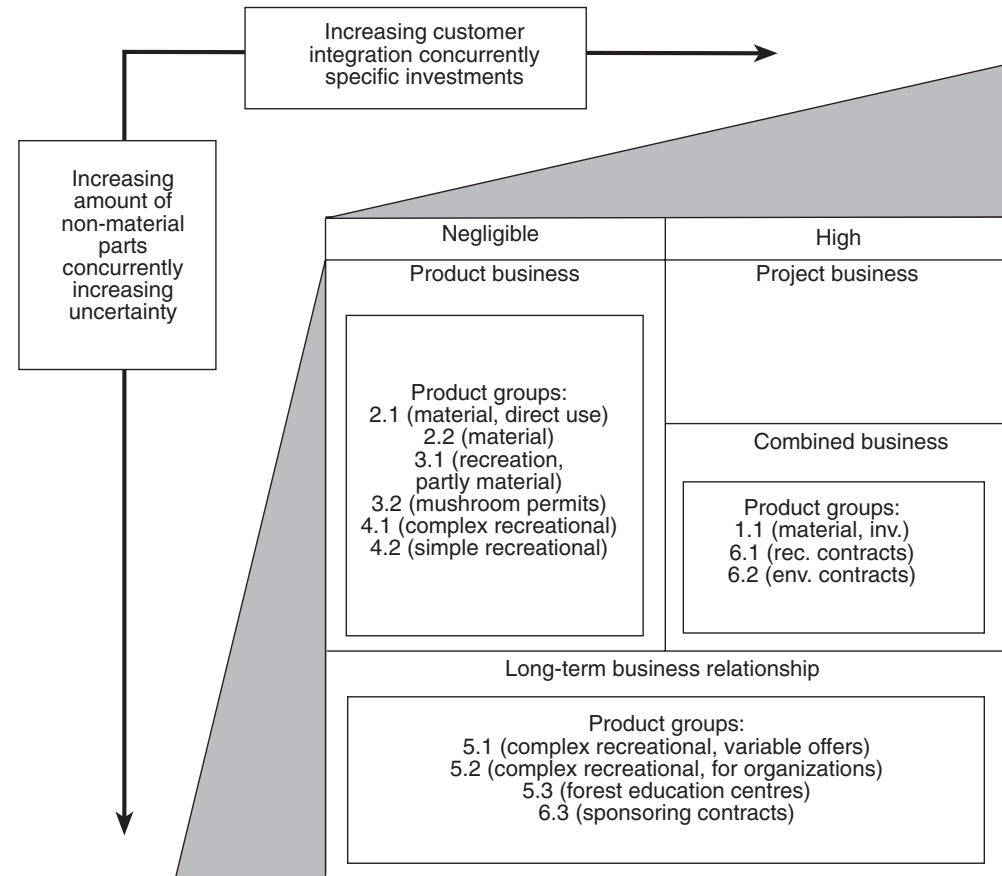 Increasing customer
integration concurrently
specific investments
Increasing
amount of
non-material
parts
concurrently
increasing
uncertainty
Negligible
High
Product business
Project business
Product groups:
2.1 (material, direct use)
2.2 (material)
3.1 (recreation,
partly material)
3.2 (mushroom permits)
4.1 (complex recreational)
4.2 (simple recreational)
Combined business
Product groups:
1.1 (material, inv.)
6.1 (rec. contracts)
6.2 (env. contracts)
Long-term business relationship
Product groups:
5.1 (complex recreational, variable offers)
5.2 (complex recreational, for organizations)
5.3 (forest education centres)
6.3 (sponsoring contracts)